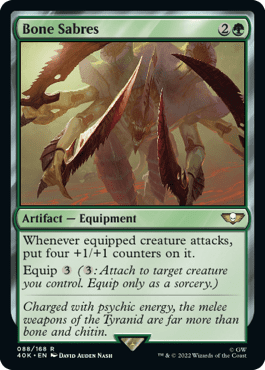 Bone Sabres 2
Artifact — Equipment
Whenever equipped creature attacks,
put four +1/+1 counters on it.
Equip 3 (3: Attach to target creature
you control. Equip only as a sorcery.)
Charged with psychic energy, the melee
weapons of the Tyranid are far more than
bone and chitin.
088/168 R © GW
40K • EN DAVID AUDEN NASH ™ & © 2022 Wizards of the Coast